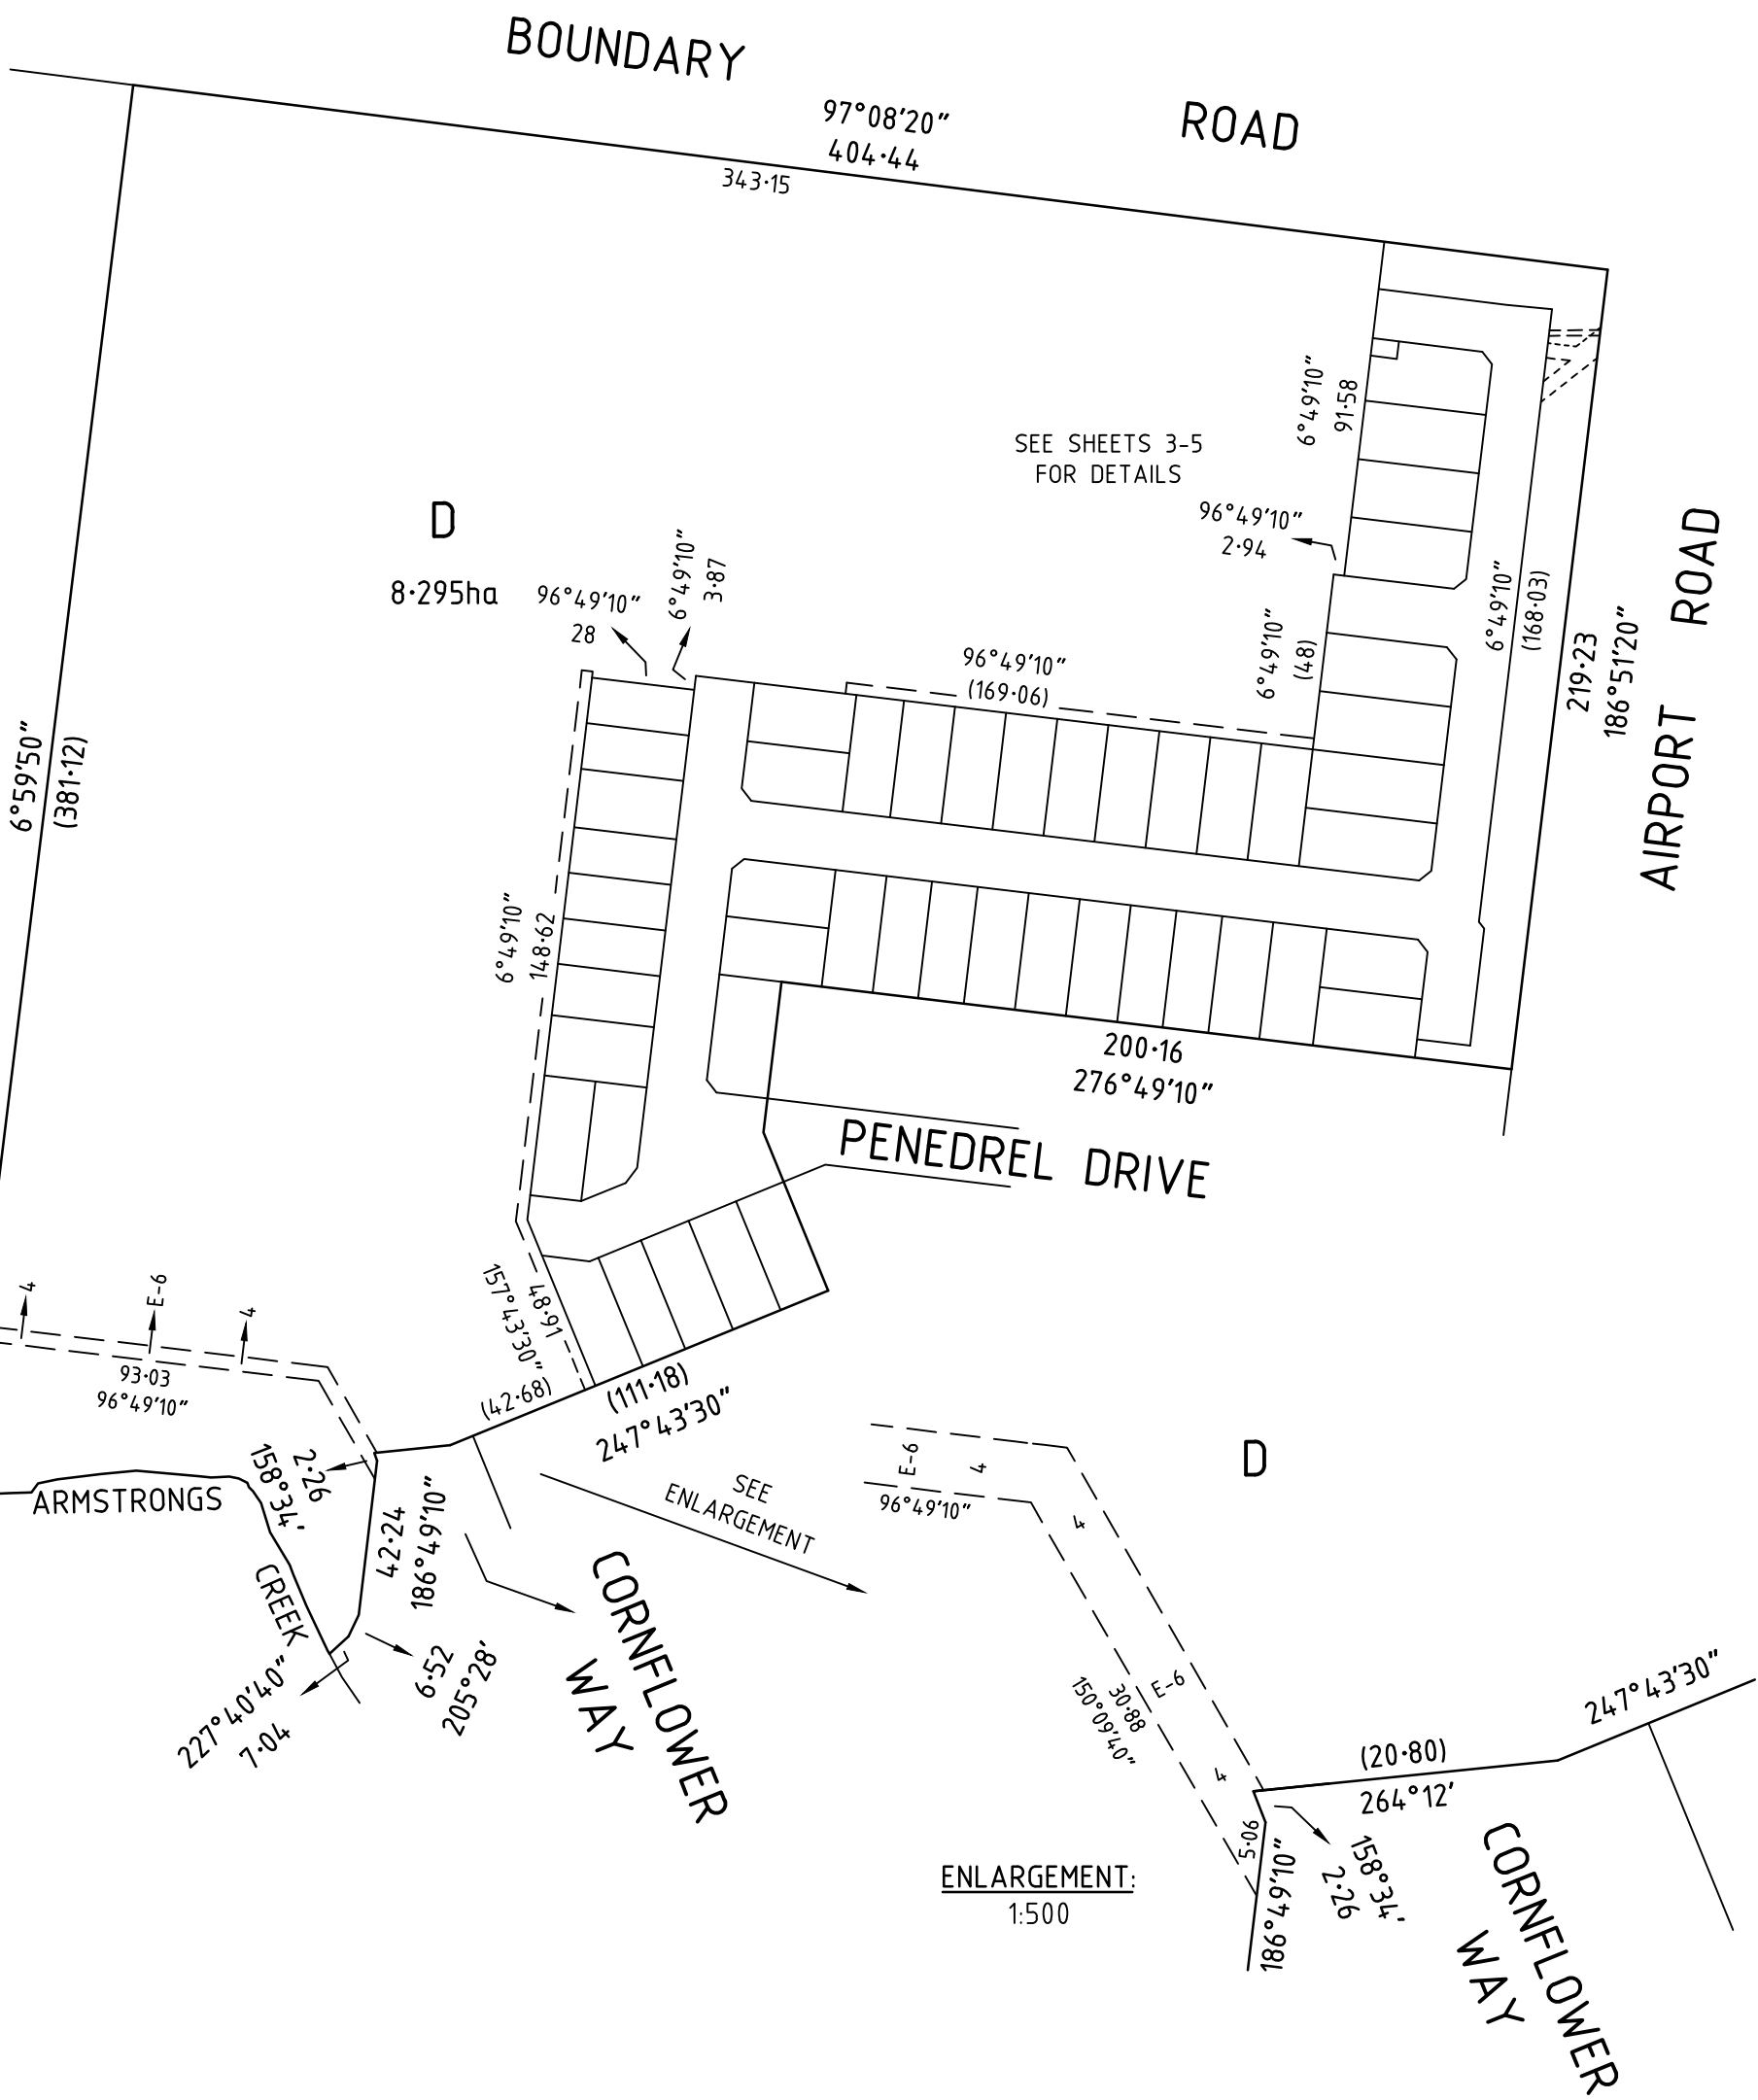 BOUNDARY
ROAD
97°08'20"
404·44
343·15
6°49'10"
91·58
SEE SHEETS 3-5
FOR DETAILS
96°49'10"
2·94
D
8·295ha
96°49'10"
28
6°49'10"
3·87
96°49'10"
(169·06)
6°49'10"
(48)
6°49'10"
(168·03)
219·23
186°51'20"
AIRPORT ROAD
6°59'50"
(381·12)
6°49'10"
148·62
200·16
276°49'10"
PENEDREL DRIVE
48·91
157°43'30"
4
E-6
4
93·03
96°49'10"
(42·68)
(111·18)
247°43'30"
2·26
158°34'
ARMSTRONGS
CREEK
42·24
186°49'10"
SEE
ENLARGEMENT
6·52
205°28'
227°40'40"
7·04
CORNFLOWER
WAY
D
E-6
4
96°49'10"
4
E-6
30·88
150°09'40"
4
247°43'30"
(20·80)
264°12'
5·06
186°49'10"
158°34'
2·26
ENLARGEMENT:
1:500
CORNFLOWER
WAY